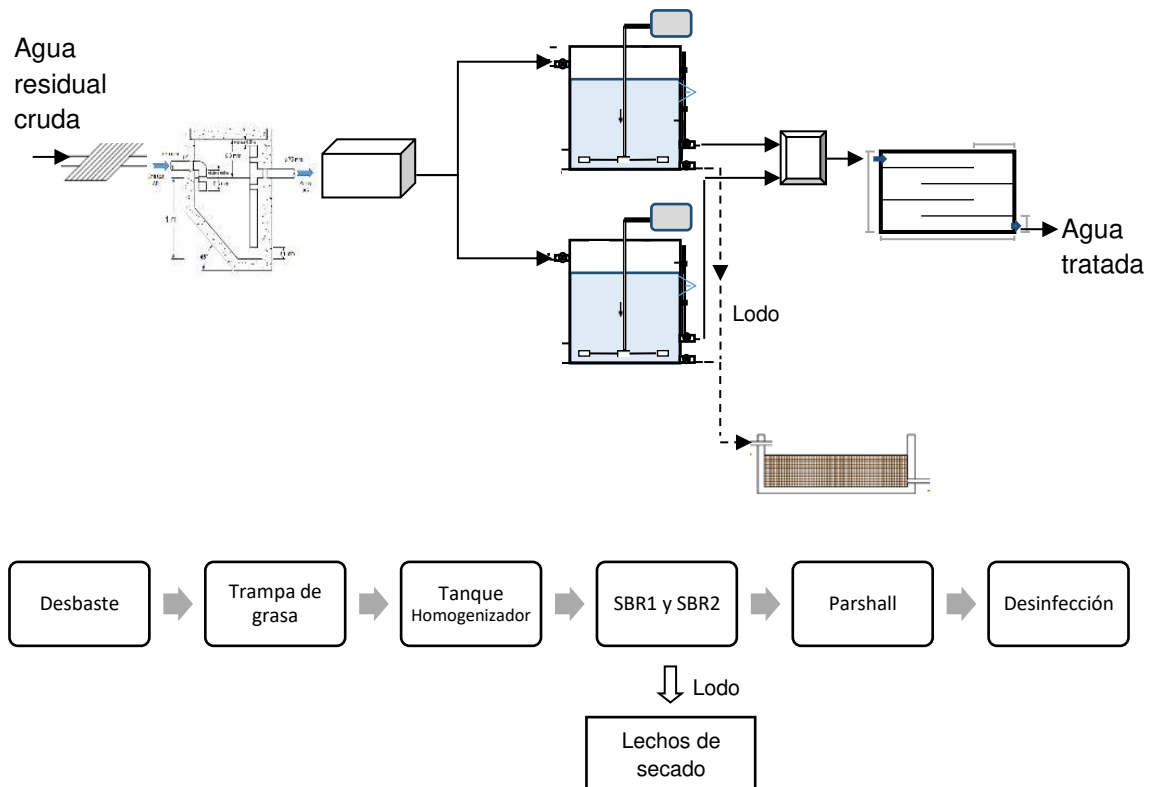 Agua
residual
cruda
45°
Lodo
Agua
tratada
Desbaste
Trampa de
grasa
Tanque
Homogenizador
SBR1 y SBR2
Parshall
Desinfección
Lodo
Lechos de
secado